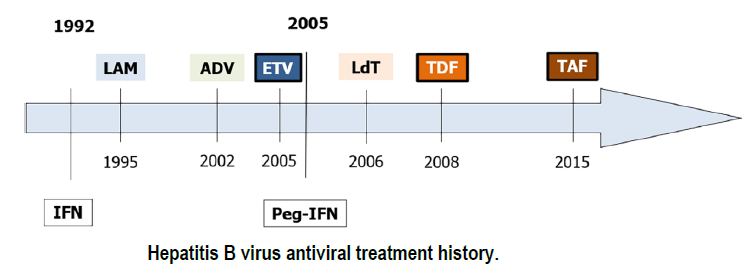 1992
2005
LAM
ADV
ETV
LdT
TDF
TAF
1995
2002
2005
2006
2008
2015
IFN
Peg-IFN
Hepatitis B virus antiviral treatment history.